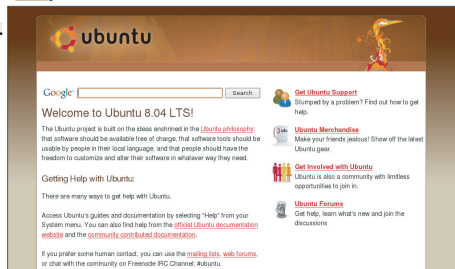 ubuntu
Google Search
Welcome to Ubuntu 8.04 LTS!
The Ubuntu project is built on the ideas enshrined in the Ubuntu philosophy:
that software should be available free of charge, that software tools should be
usable by people in their local language, and that people should have the
freedom to customize and alter their software in whatever way they need.
Getting Help with Ubuntu:
There are many ways to get help with Ubuntu.
Access Ubuntu's guides and documentation by selecting "Help" from your
System menu. You can also find help from the official Ubuntu documentation
website and the community contributed documentation.
If you prefer some human contact, you can use the mailing lists, web forums,
or chat with the community on Freenode IRC Channel: #ubuntu.
Get Ubuntu Support
Stumped by a problem? Find out how to get
help.
Ubuntu Merchandise
Make your friends jealous! Show off the latest
Ubuntu gear.
Get Involved with Ubuntu
Ubuntu is also a community with limitless
opportunities to join in.
Ubuntu Forums
Get help, learn what's new and join the
discussions